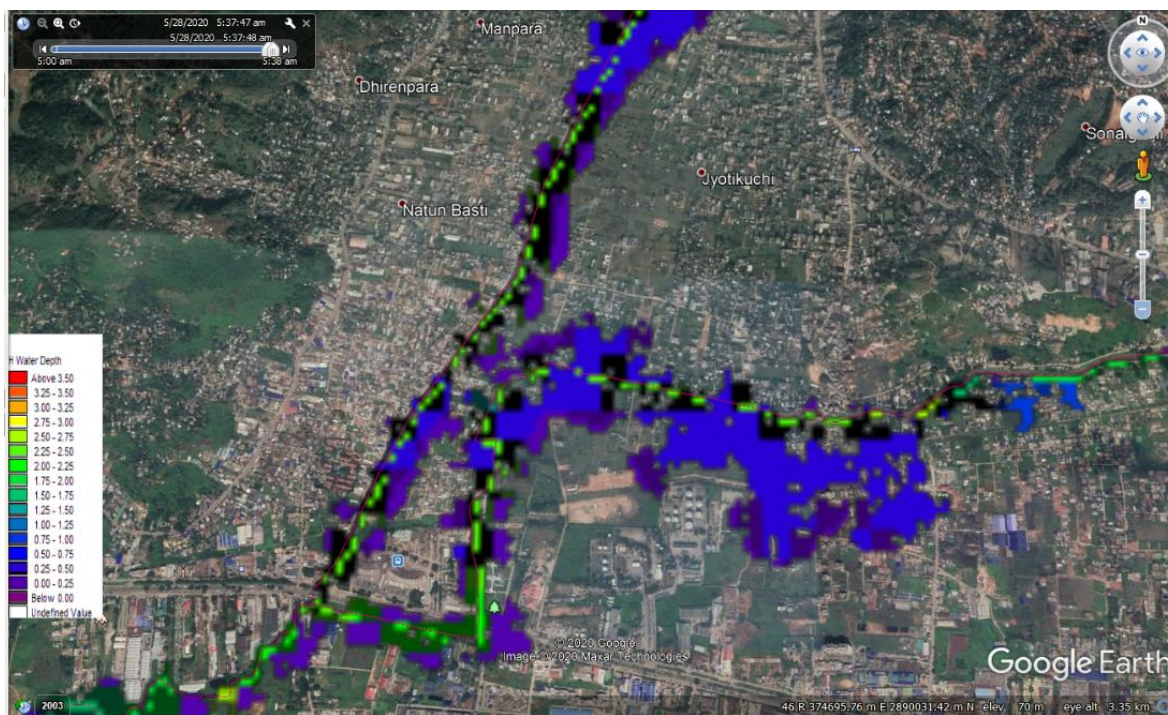 5/28/2020 5:37:47 am
5/28/2020 5:37:48 am
5:00 am
5:38 am
Manpara
Dhirenpara
Jyotikuchi
Natun Basti
N
H Water Depth
Above 3.50
3.25 - 3.50
3.00 - 3.25
2.75 - 3.00
2.50 - 2.75
2.25 - 2.50
2.00 - 2.25
1.75 - 2.00
1.50 - 1.75
1.25 - 1.50
1.00 - 1.25
0.75 - 1.00
0.50 - 0.75
0.25 - 0.50
0.00 - 0.25
Below 0.00
Undefined Value
© 2020 Google
Image © 2020 Maxar Technologies
Google Earth
2003
46 R 374695.76 m E 2890031.42 m N elev 70 m eye alt 3.35 km